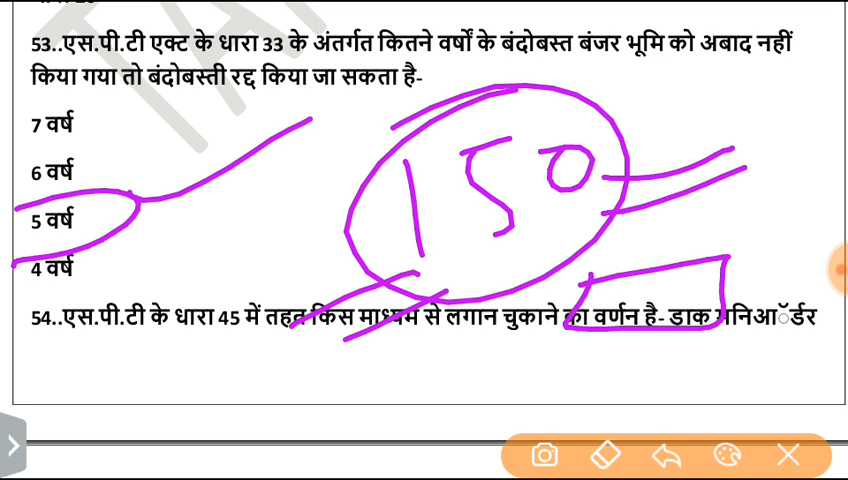 53..एस.पी.टी एक्ट के धारा 33 के अंतर्गत कितने वर्षों के बंदोबस्त बंजर भूमि को अबाद नहीं
किया गया तो बंदोबस्ती रद्द किया जा सकता है-
7 वर्ष
6 वर्ष
5 वर्ष
4 वर्ष
150
54..एस.पी.टी के धारा 45 में तहत किस माध्यम से लगान चुकाने का वर्णन है- डाक मनिआॅर्डर